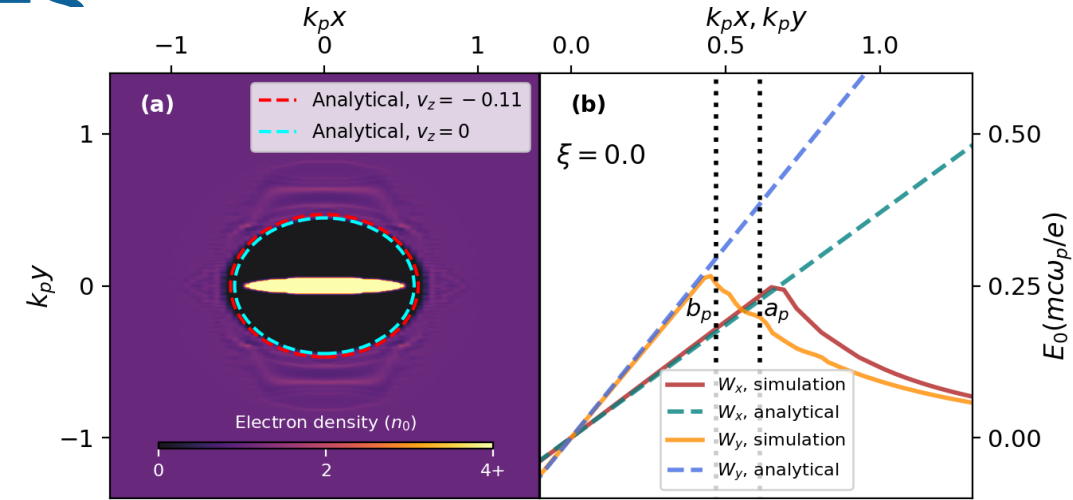 k_p x
−1 0 1
k_p y
1
0
−1
(a)
Analytical, v_z = − 0.11
Analytical, v_z = 0
Electron density (n_0)
0 2 4+
k_p x, k_p y
0.0 0.5 1.0
(b)
ξ = 0.0
b_p a_p
W_x, simulation
W_x, analytical
W_y, simulation
W_y, analytical
0.50
0.25
0.00
E_0(mcω_p/e)